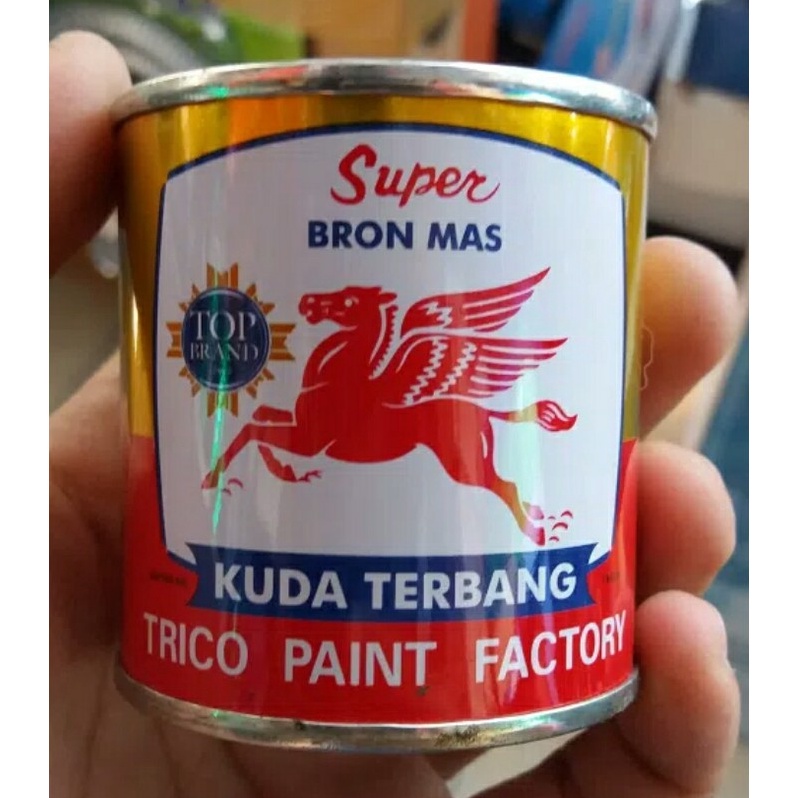 Super
BRON MAS
TOP
BRAND
KUDA TERBANG
TRICO PAINT FACTORY